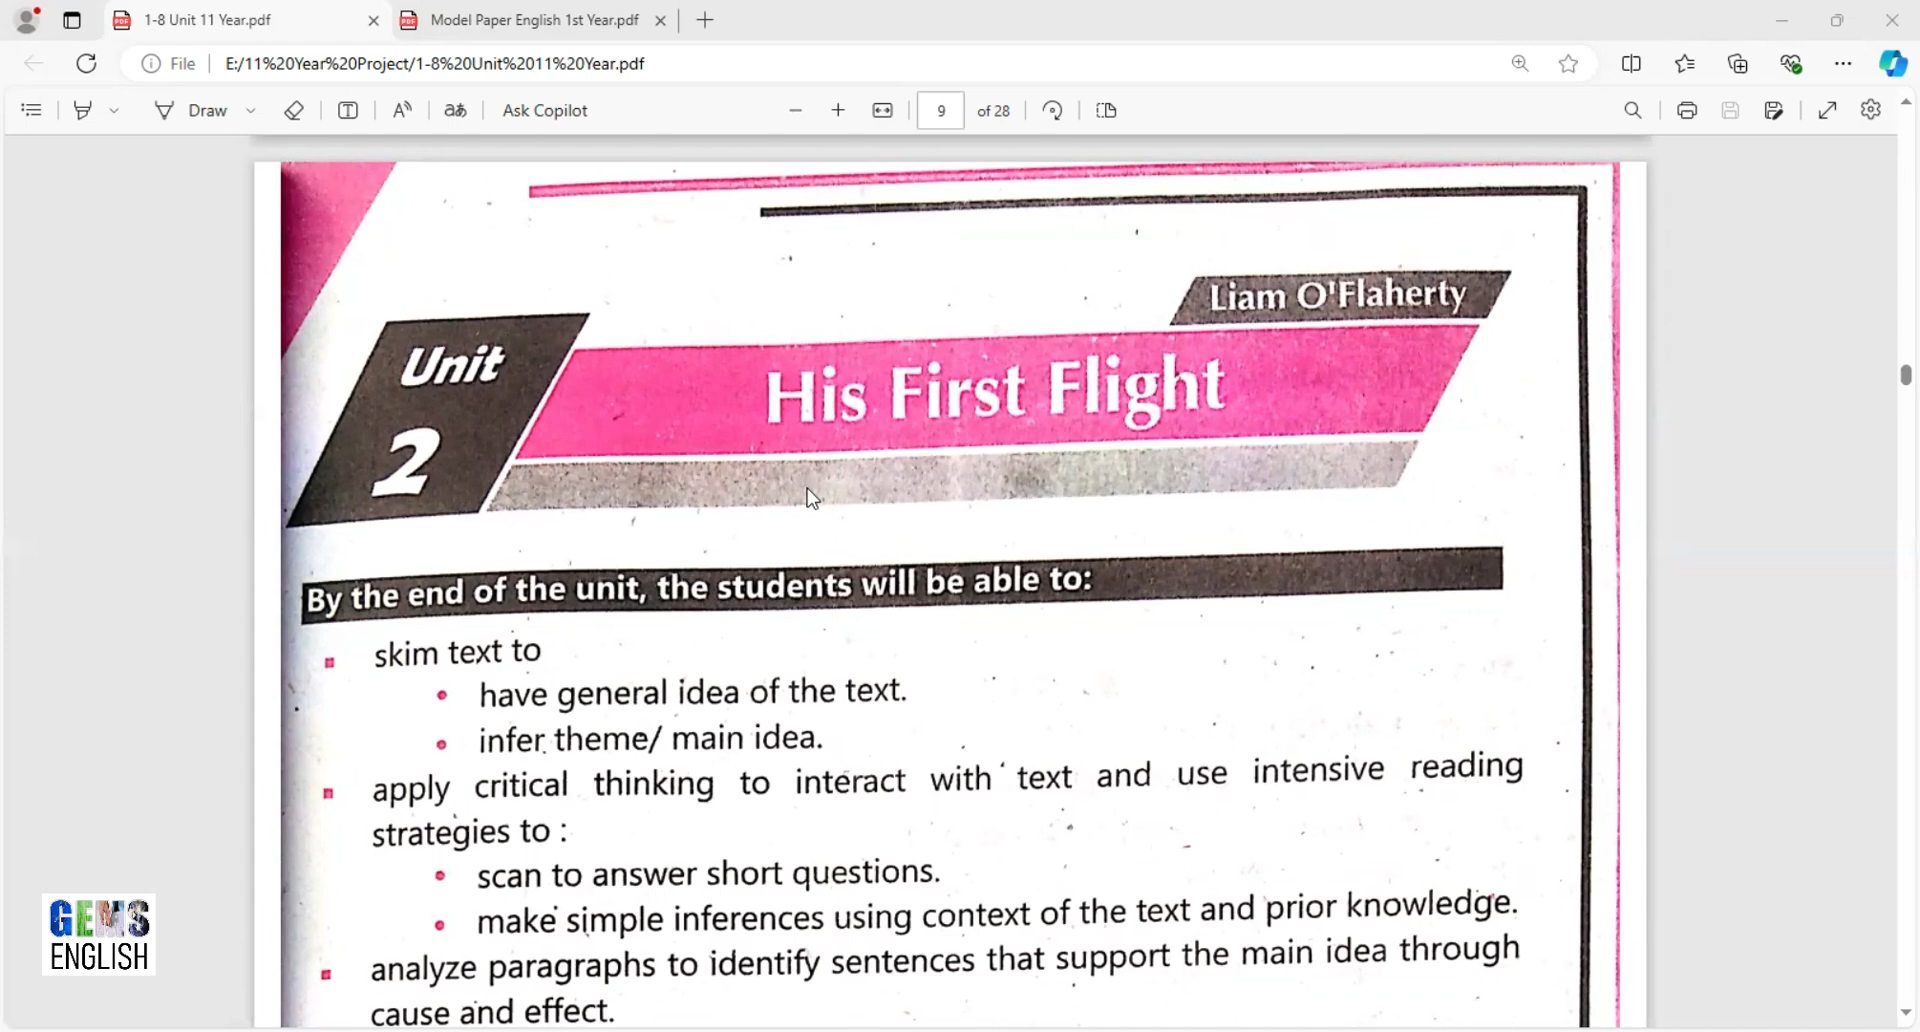 1-8 Unit 11 Year.pdf
Model Paper English 1st Year.pdf
File
E:/11%20Year%20Project/1-8%20Unit%2011%20Year.pdf
Draw
Ask Copilot
9
of 28
Liam O'Flaherty
Unit
2
His First Flight
By the end of the unit, the students will be able to:
skim text to
have general idea of the text.
infer theme/ main idea.
apply critical thinking to interact with text and use intensive reading
strategies to :
scan to answer short questions.
make simple inferences using context of the text and prior knowledge.
analyze paragraphs to identify sentences that support the main idea through
cause and effect.
GEMS
ENGLISH